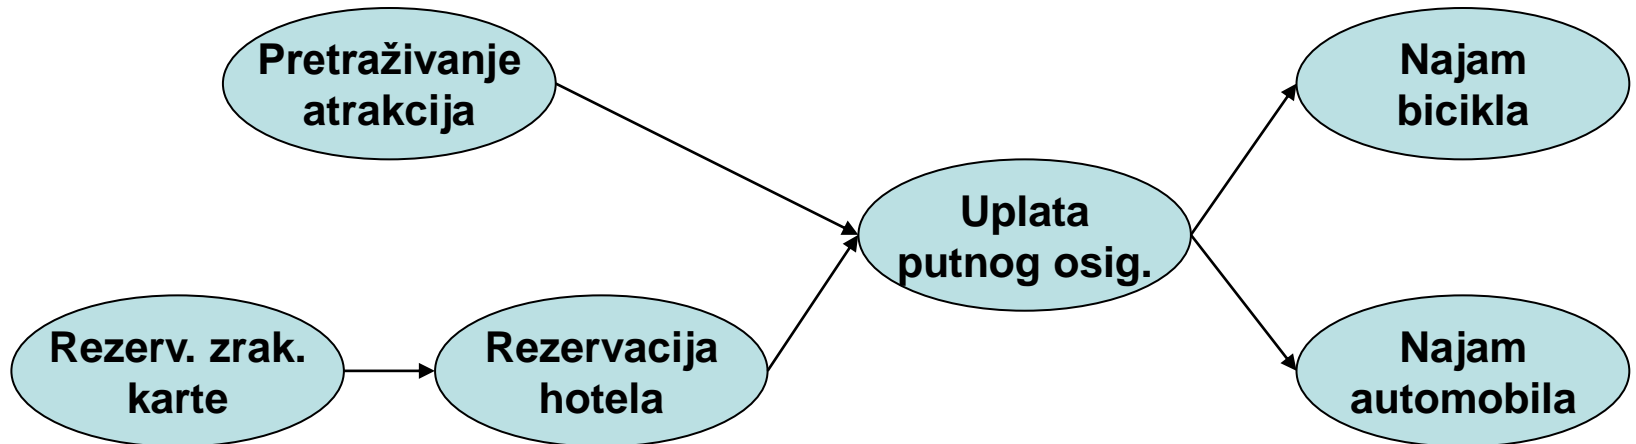 Pretraživanje
atrakcija
Najam
bicikla
Uplata
putnog osig.
Rezerv. zrak.
karte
Rezervacija
hotela
Najam
automobila